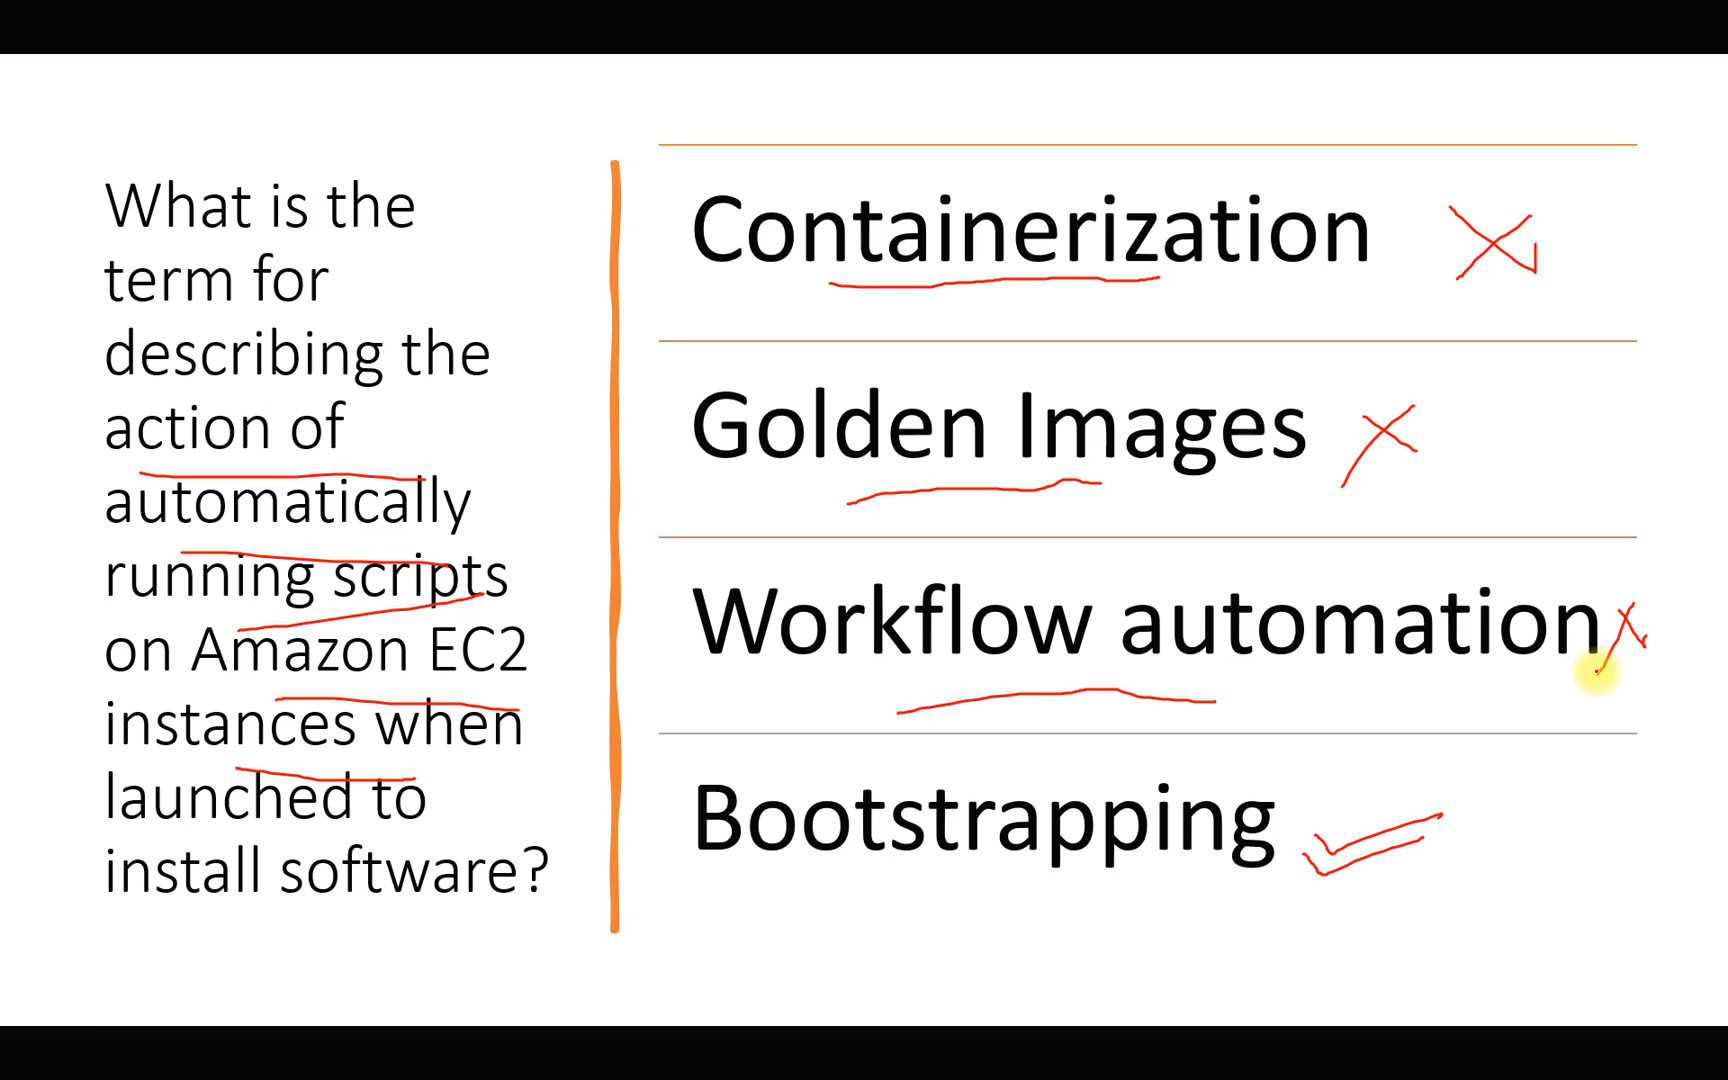 What is the
term for
describing the
action of
automatically
running scripts
on Amazon EC2
instances when
launched to
install software?
Containerization
Golden Images
Workflow automation
Bootstrapping